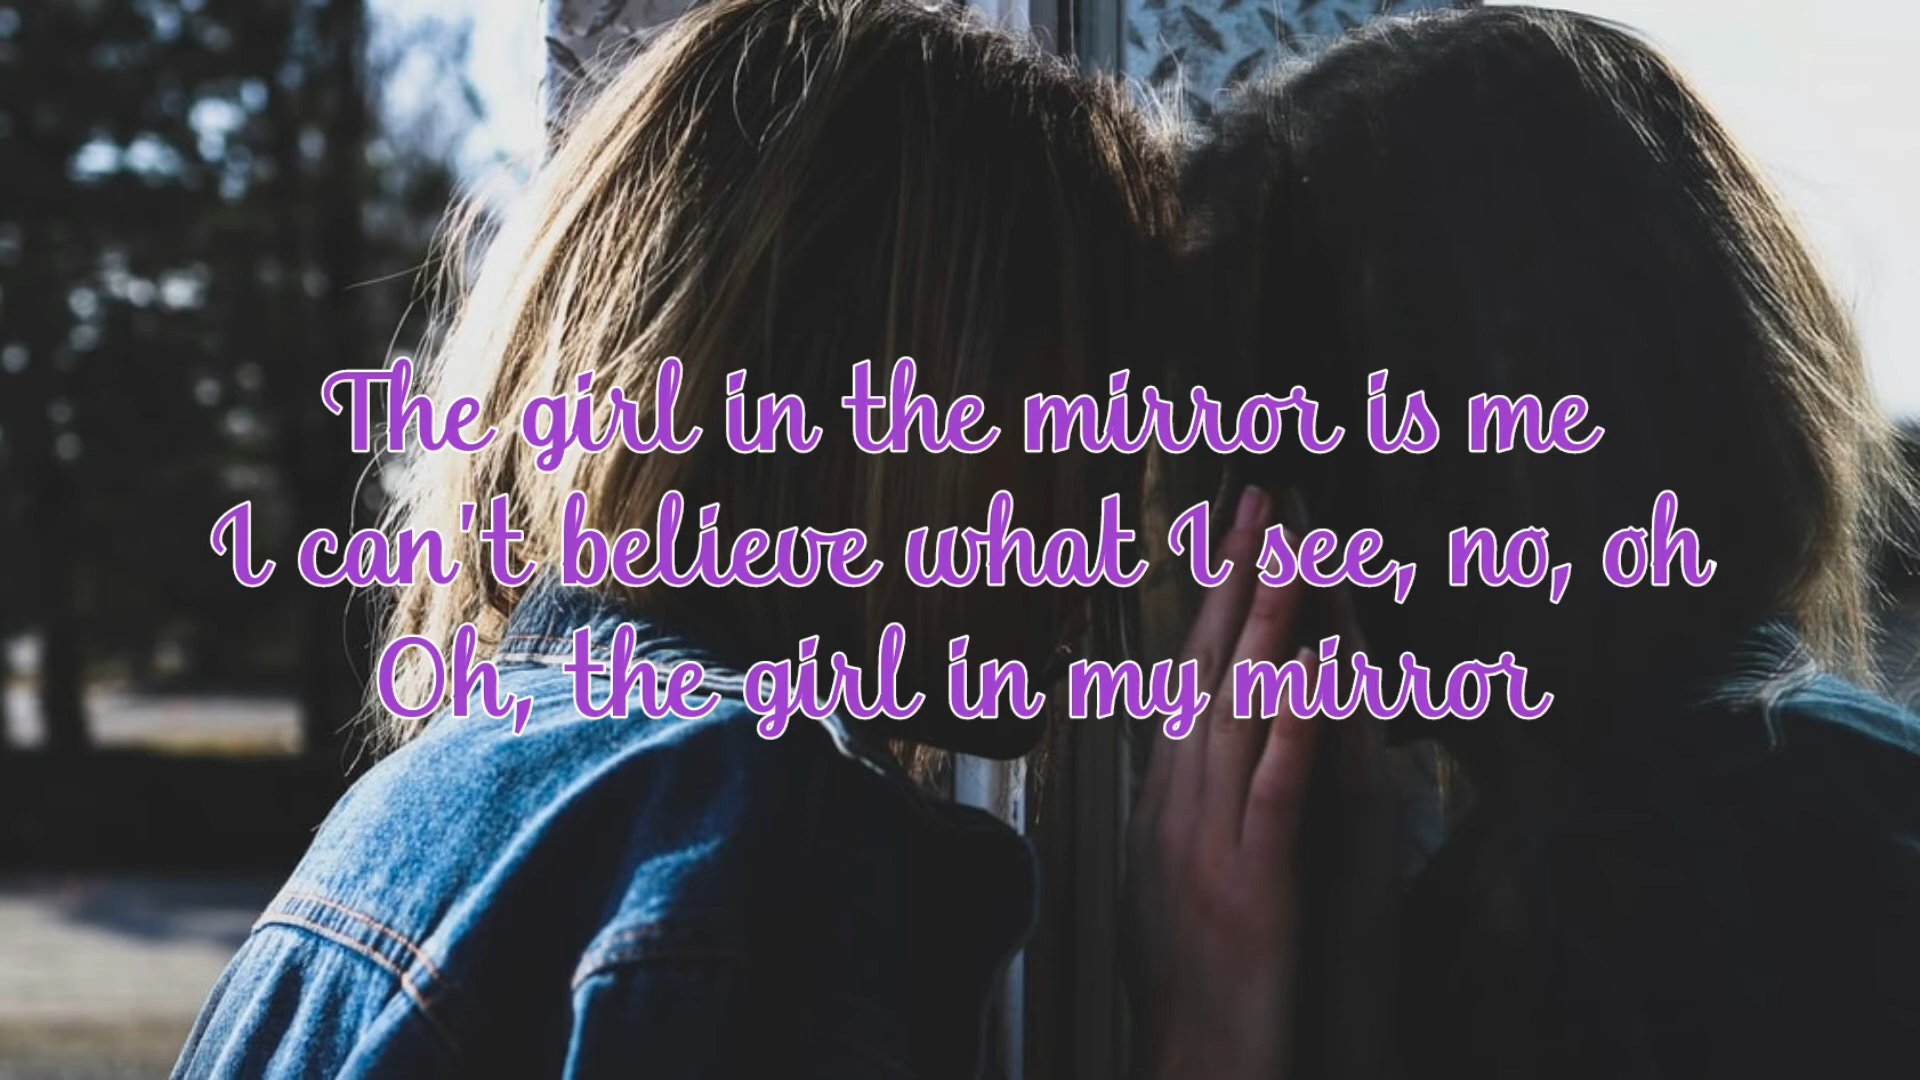 The girl in the mirror is me
I can't believe what I see, no, oh
Oh, the girl in my mirror